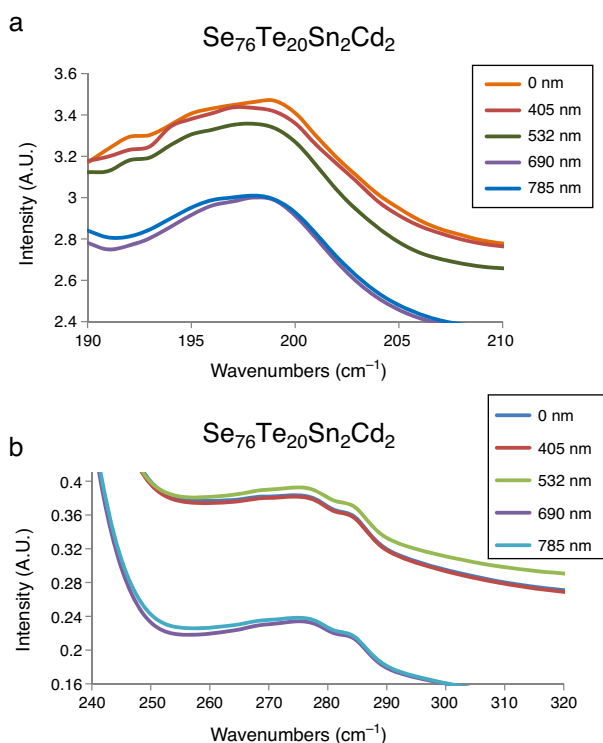 a
Se₇₆Te₂₀Sn₂Cd₂
3.6
3.4
3.2
3
2.8
2.6
2.4
Intensity (A.U.)
190 195 200 205 210
Wavenumbers (cm⁻¹)
0 nm
405 nm
532 nm
690 nm
785 nm
b
Se₇₆Te₂₀Sn₂Cd₂
0.4
0.36
0.32
0.28
0.24
0.2
0.16
Intensity (A.U.)
240 250 260 270 280 290 300 310 320
Wavenumbers (cm⁻¹)
0 nm
405 nm
532 nm
690 nm
785 nm